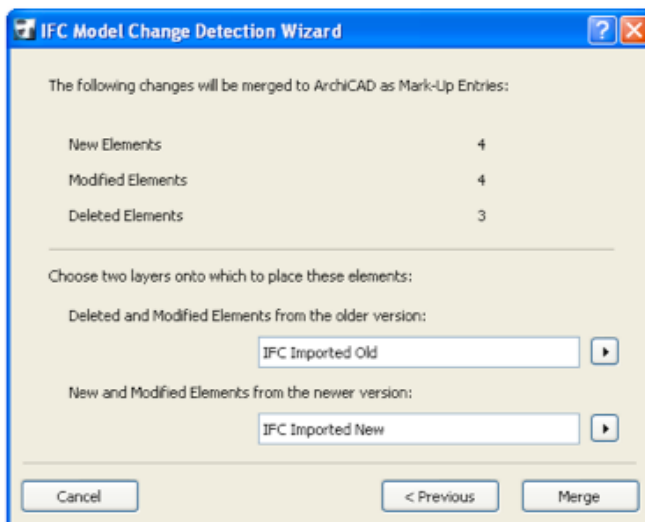 IFC Model Change Detection Wizard
The following changes will be merged to ArchiCAD as Mark-Up Entries:
New Elements 4
Modified Elements 4
Deleted Elements 3
Choose two layers onto which to place these elements:
Deleted and Modified Elements from the older version:
IFC Imported Old
New and Modified Elements from the newer version:
IFC Imported New
Cancel < Previous Merge